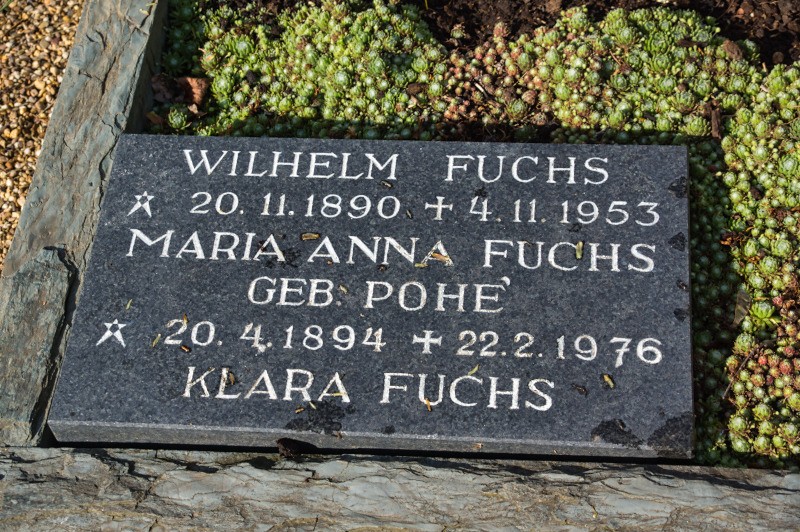 WILHELM FUCHS
☆ 20.11.1890 ✝ 4.11.1953
MARIA ANNA FUCHS
GEB. POHÉ
☆ 20.4.1894 ✝ 22.2.1976
KLARA FUCHS